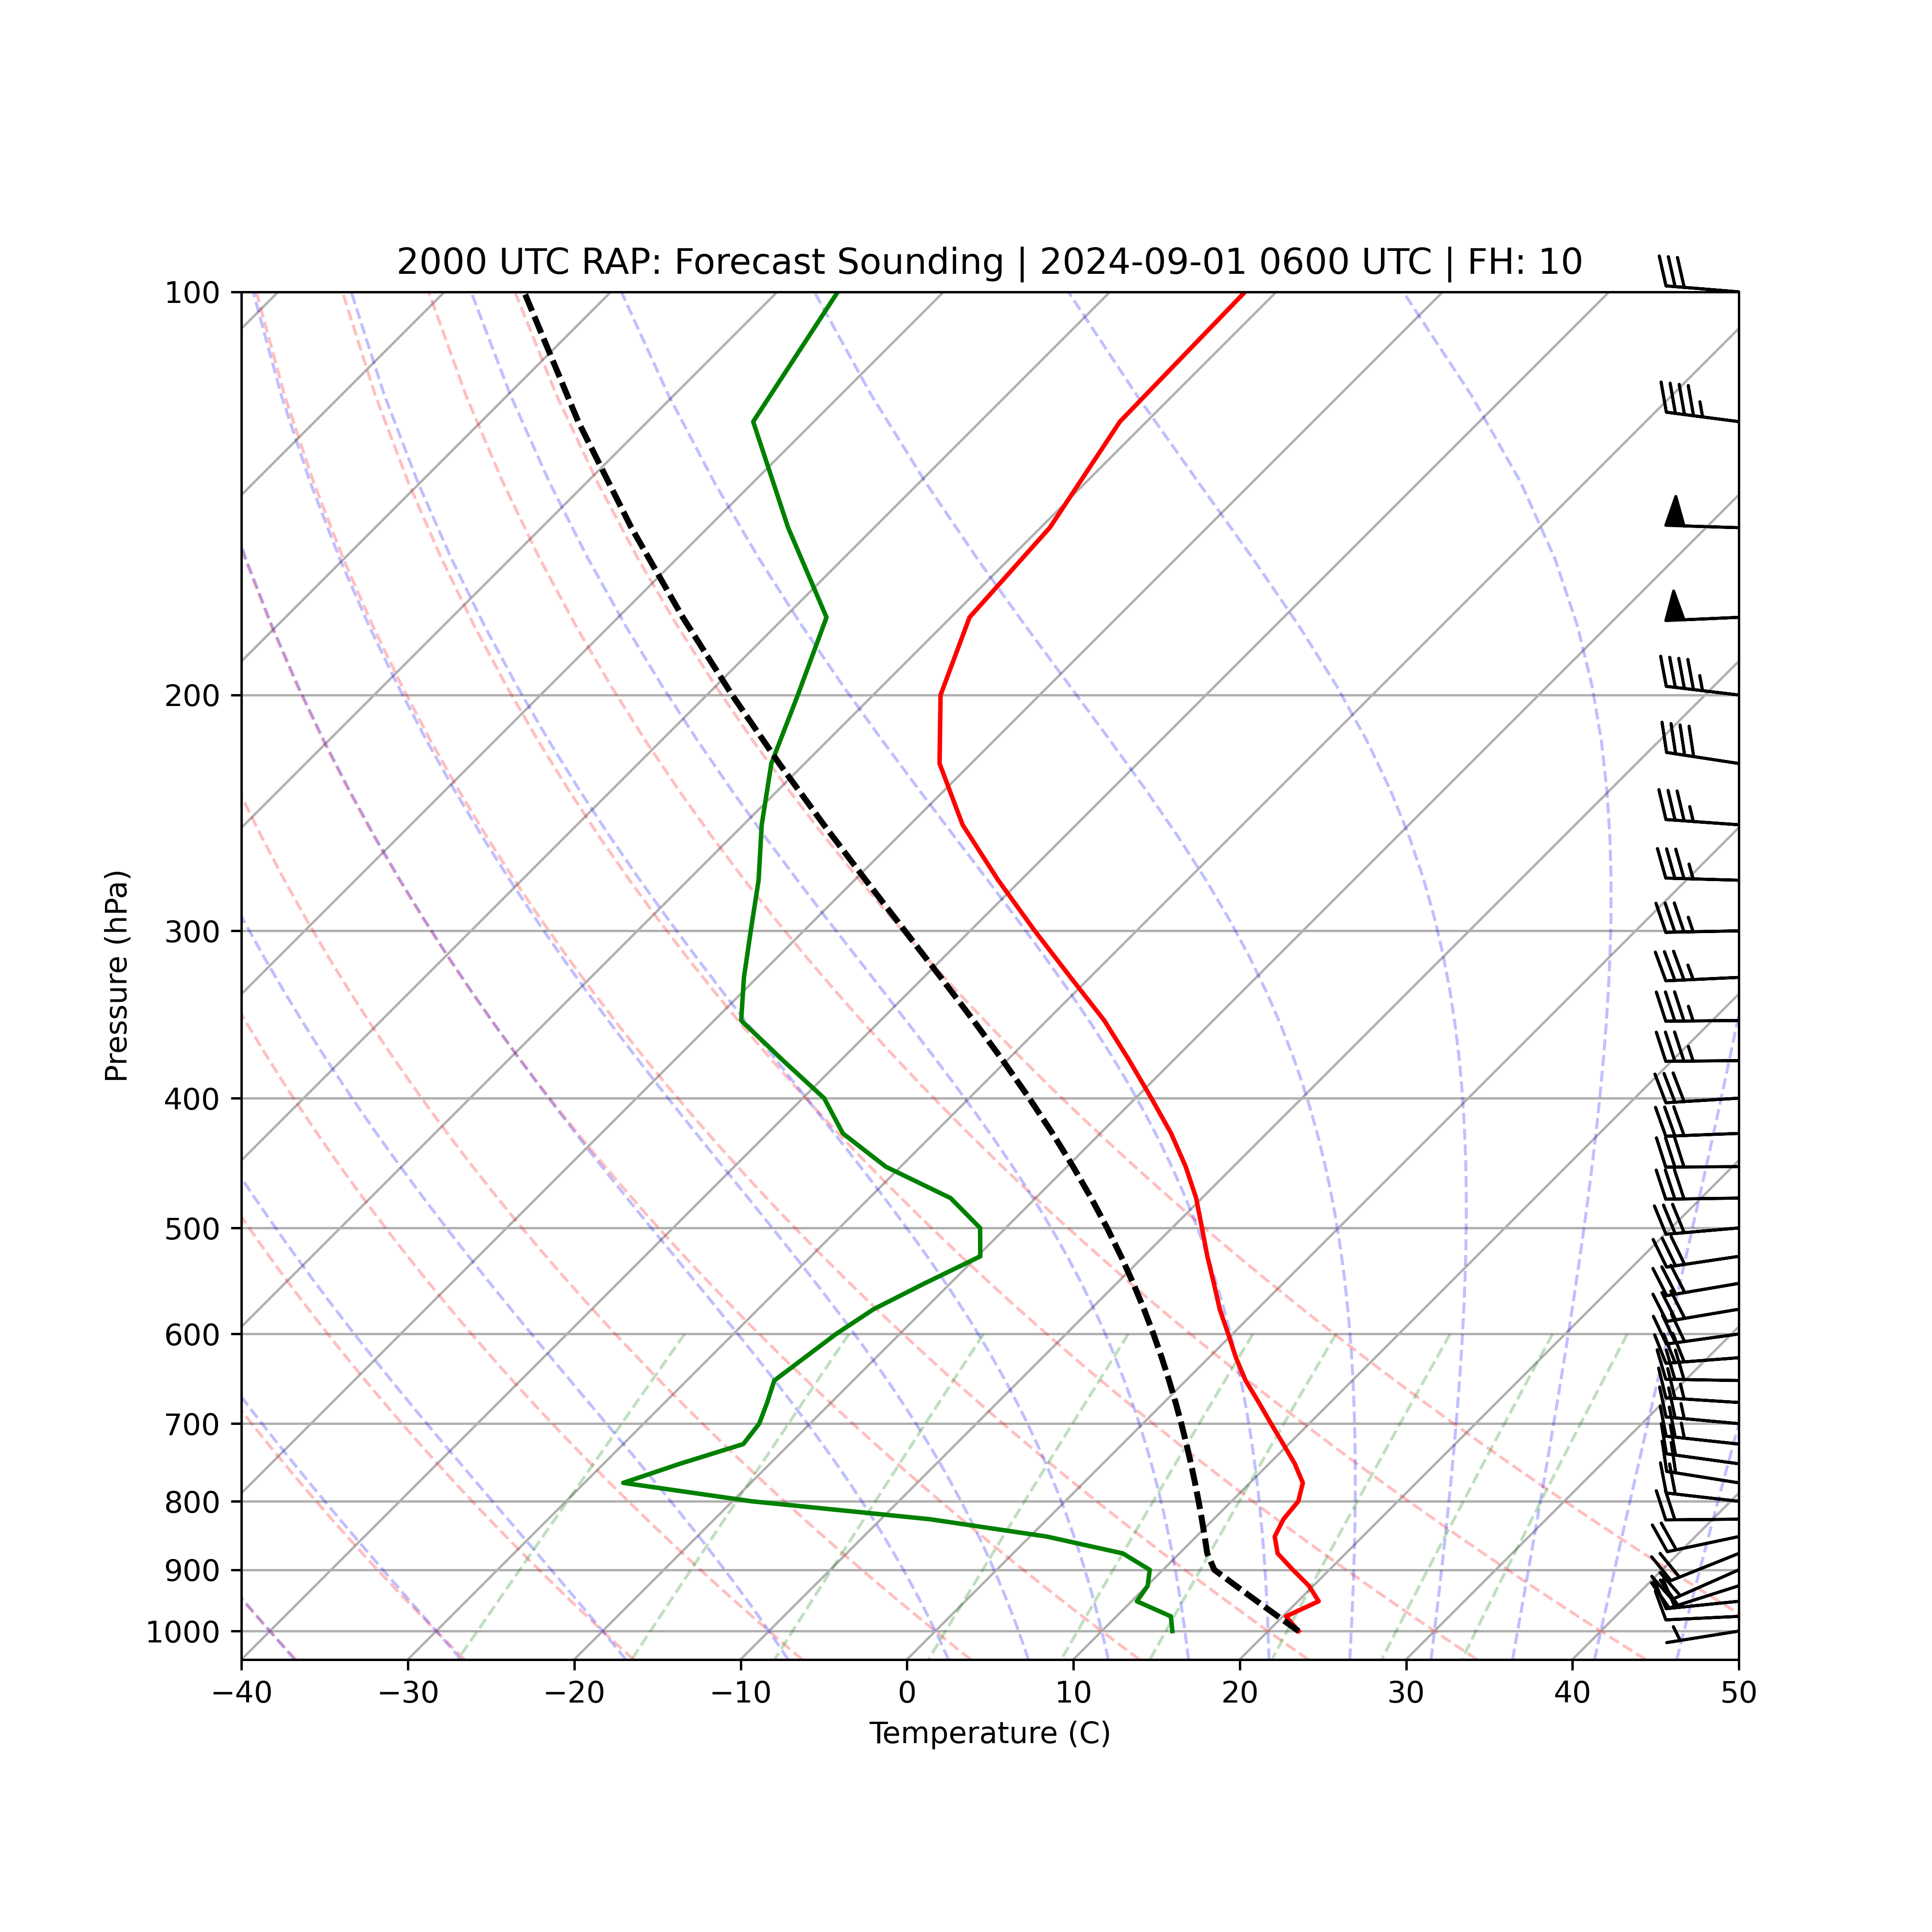 2000 UTC RAP: Forecast Sounding | 2024-09-01 0600 UTC | FH: 10
100
200
300
400
500
600
700
800
900
1000
Pressure (hPa)
−40 −30 −20 −10 0 10 20 30 40 50
Temperature (C)